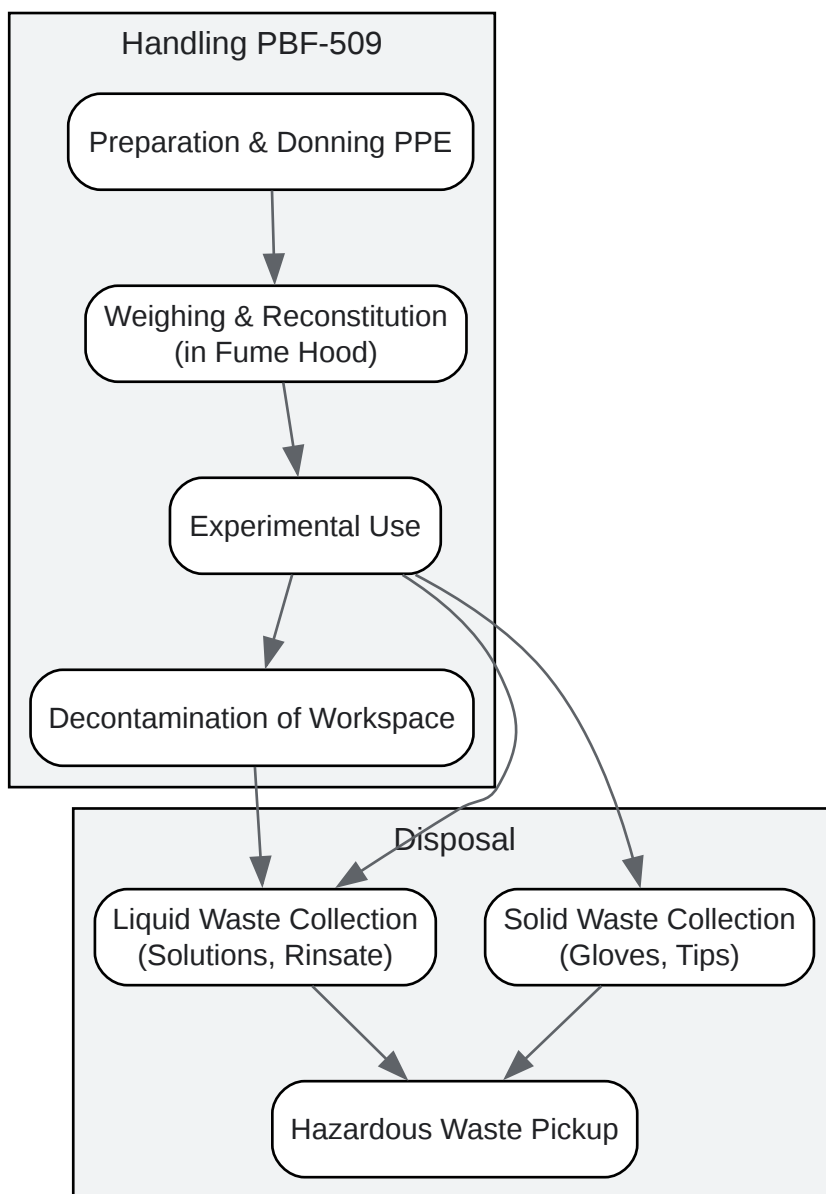 Handling PBF-509
Preparation & Donning PPE
Weighing & Reconstitution
(in Fume Hood)
Experimental Use
Decontamination of Workspace
Disposal
Liquid Waste Collection
(Solutions, Rinsate)
Solid Waste Collection
(Gloves, Tips)
Hazardous Waste Pickup